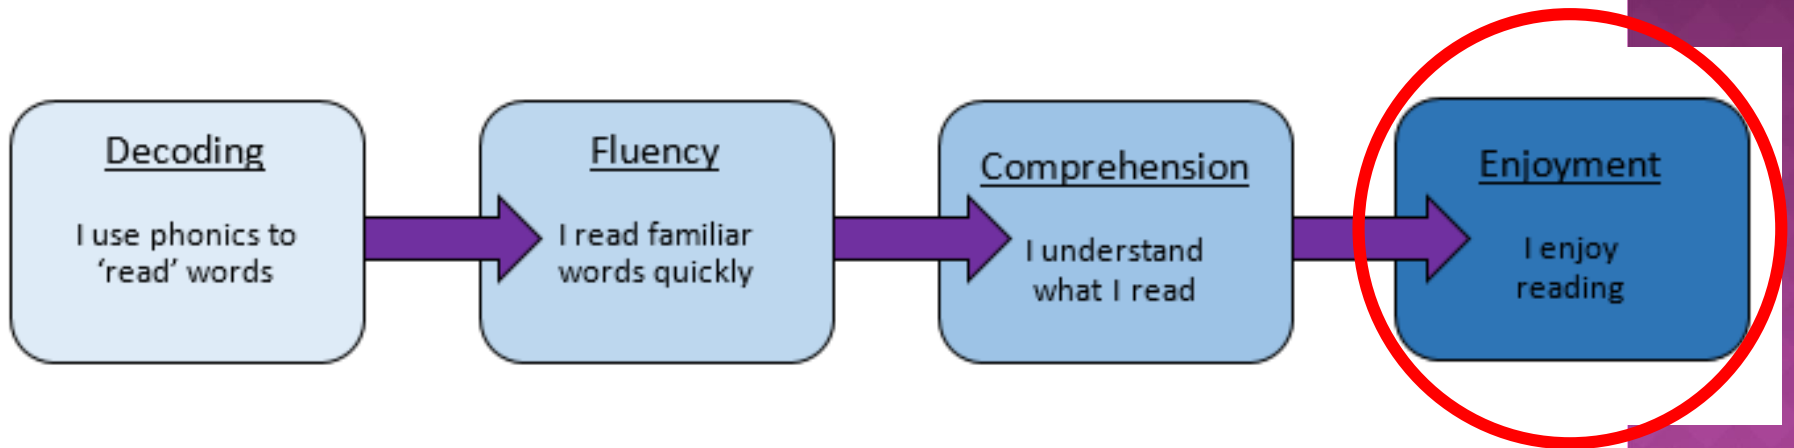 Decoding
I use phonics to
‘read’ words
Fluency
I read familiar
words quickly
Comprehension
I understand
what I read
Enjoyment
I enjoy
reading